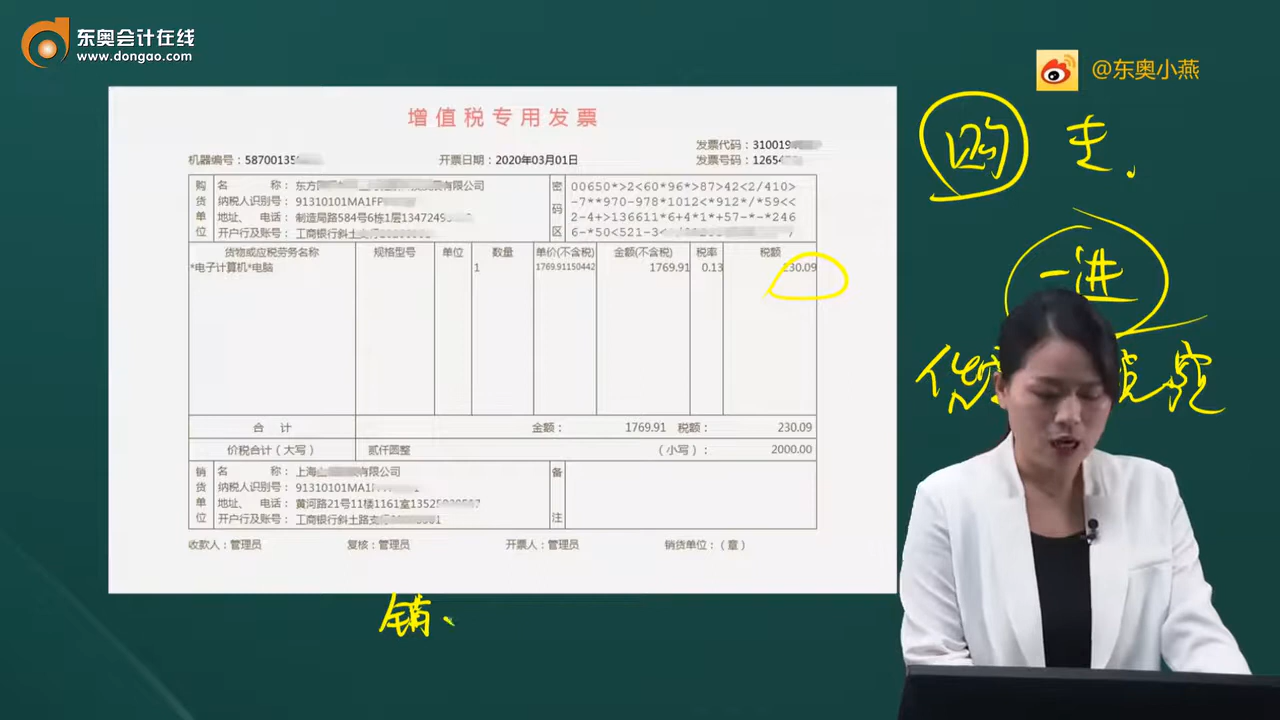 东奥会计在线
www.dongao.com
@东奥小燕
增值税专用发票
发票代码：310019
机器编号：58700135
开票日期：2020年03月01日
发票号码：12654
购货单位
名 称：东方 有限公司
纳税人识别号：91310101MA1FP
地址、 电话：制造局路584号6栋1层1347249
开户行及账号：工商银行斜土支行
密码区
00650*>2<60*96*>87>42<2/410>
-7**970-978*1012<*912*/*59<<
2-4+>136611*6+4*1*+57-*-*246
6-*50<521-3<
货物或应税劳务名称 规格型号 单位 数量 单价(不含税) 金额(不含税) 税率 税额
*电子计算机*电脑 1 1769.91150442 1769.91 0.13 230.09
合 计 金额： 1769.91 税额： 230.09
价税合计（大写） 贰仟圆整 （小写）： 2000.00
销货单位
名 称：上海 有限公司
纳税人识别号：91310101MA1
地址、 电话：黄河路21号11楼1161室1352
开户行及账号：工商银行斜土路支行
备注
收款人：管理员 复核：管理员 开票人：管理员 销货单位：（章）
购
一进
销